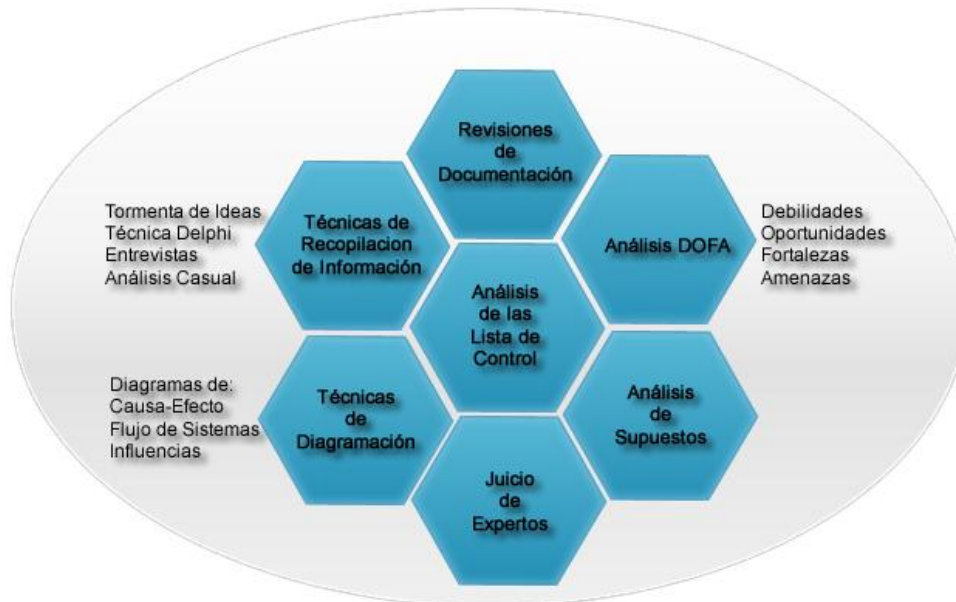 Revisiones
de
Documentación
Tormenta de Ideas
Técnica Delphi
Entrevistas
Análisis Casual
Técnicas de
Recopilacion
de Información
Análisis DOFA
Debilidades
Oportunidades
Fortalezas
Amenazas
Análisis
de las
Lista de
Control
Diagramas de:
Causa-Efecto
Flujo de Sistemas
Influencias
Técnicas
de
Diagramación
Análisis
de
Supuestos
Juicio
de
Expertos